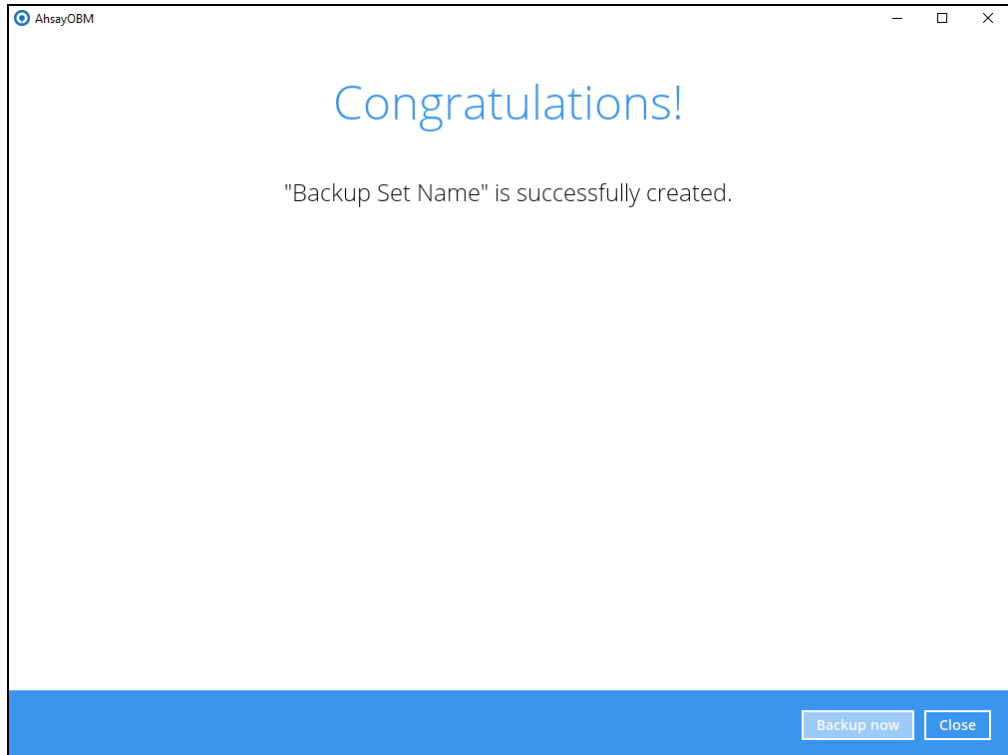 AhsayOBM
Congratulations!
"Backup Set Name" is successfully created.
Backup now
Close